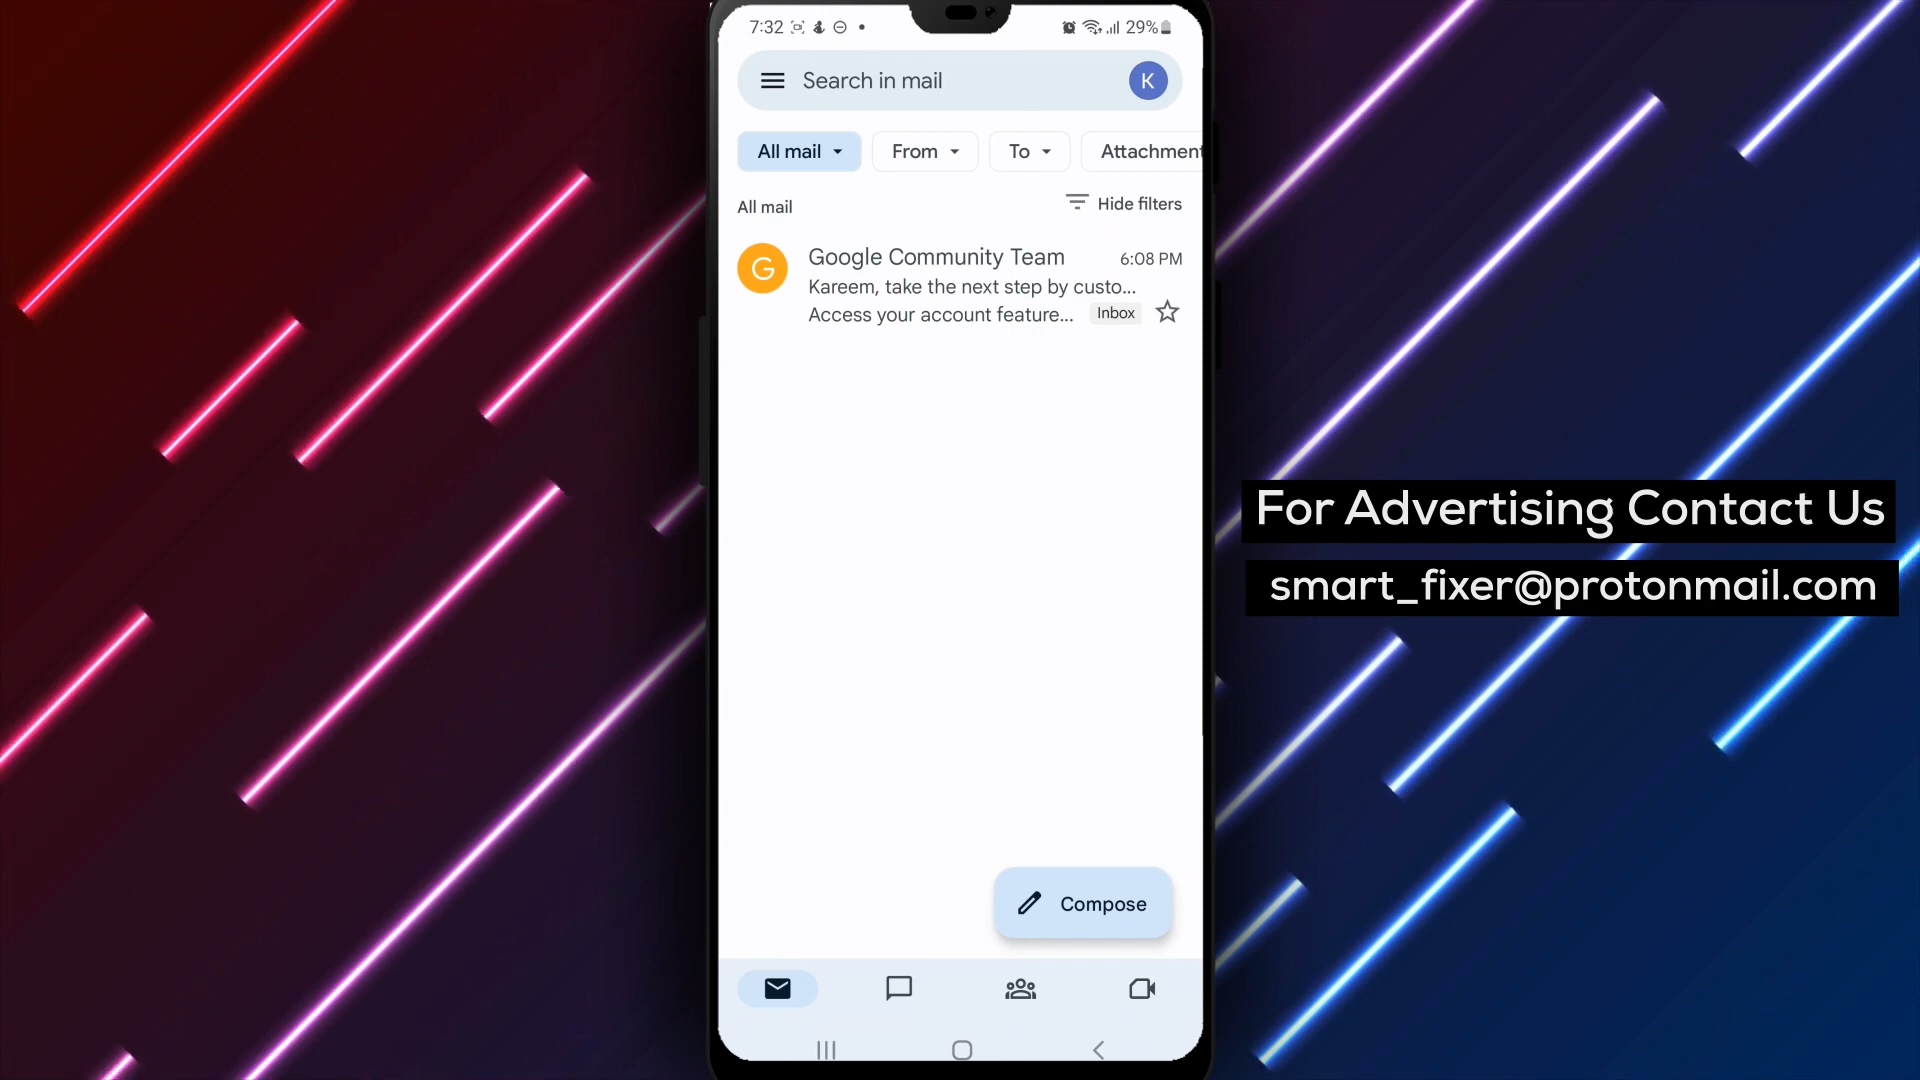 7:32
29%
Search in mail
K
All mail
From
To
Attachment
All mail
Hide filters
G
Google Community Team
6:08 PM
Kareem, take the next step by custo...
Access your account feature...
Inbox
Compose
For Advertising Contact Us
smart_fixer@protonmail.com